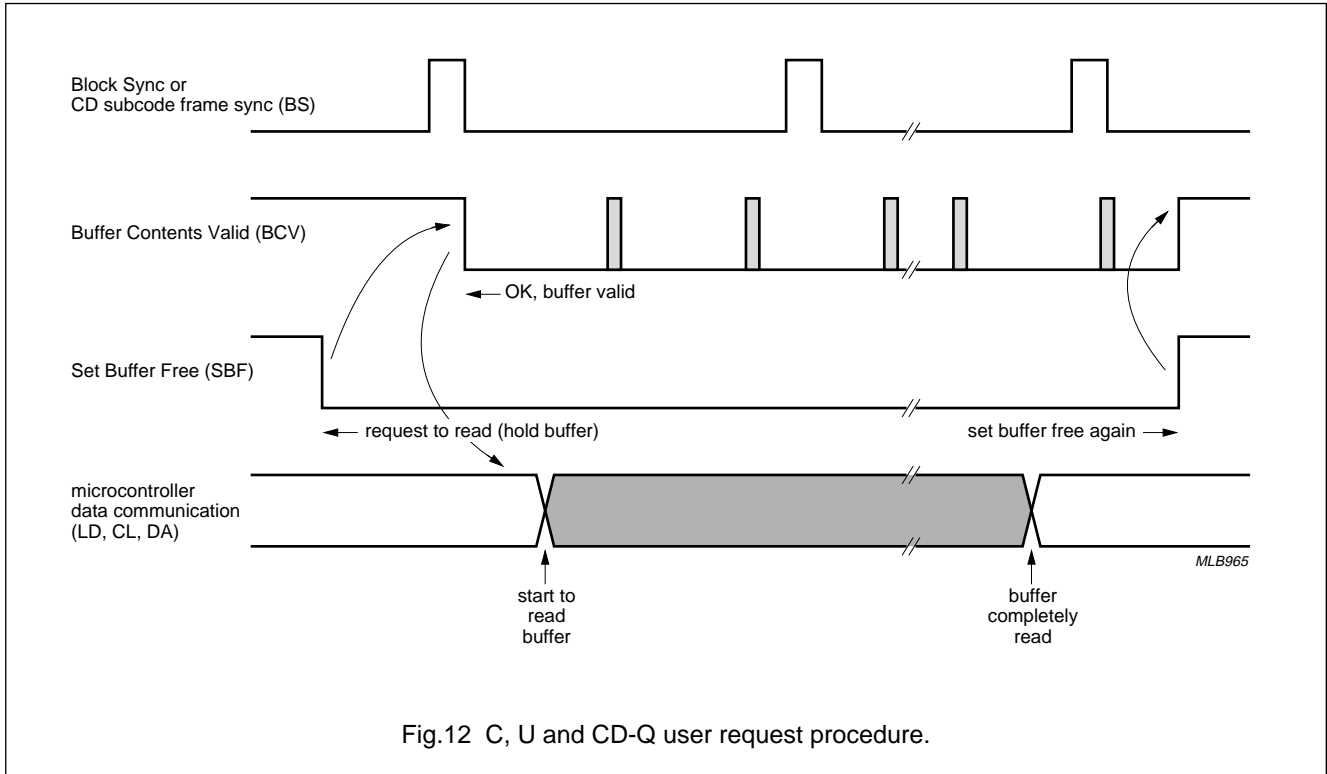 Block Sync or
CD subcode frame sync (BS)
Buffer Contents Valid (BCV)
OK, buffer valid
Set Buffer Free (SBF)
request to read (hold buffer)
set buffer free again
microcontroller
data communication
(LD, CL, DA)
MLB965
start to
read
buffer
buffer
completely
read
Fig.12 C, U and CD-Q user request procedure.